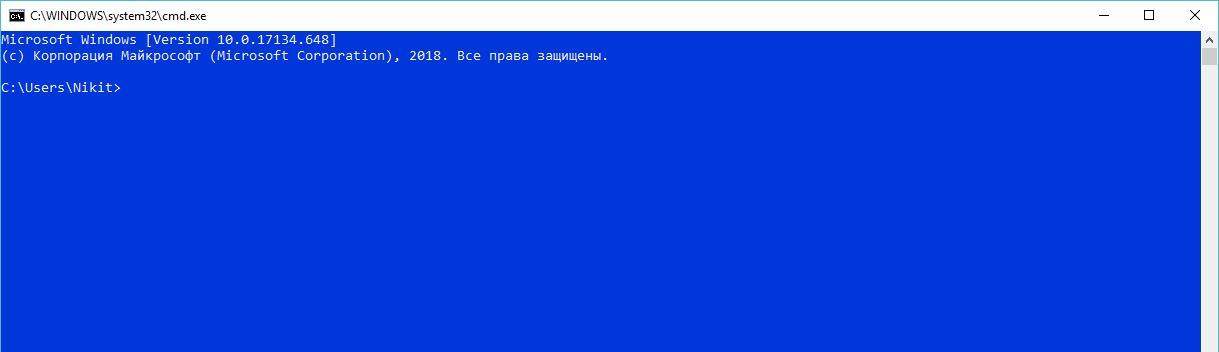 C:\WINDOWS\system32\cmd.exe
Microsoft Windows [Version 10.0.17134.648]
(c) Корпорация Майкрософт (Microsoft Corporation), 2018. Все права защищены.
C:\Users\Nikit>